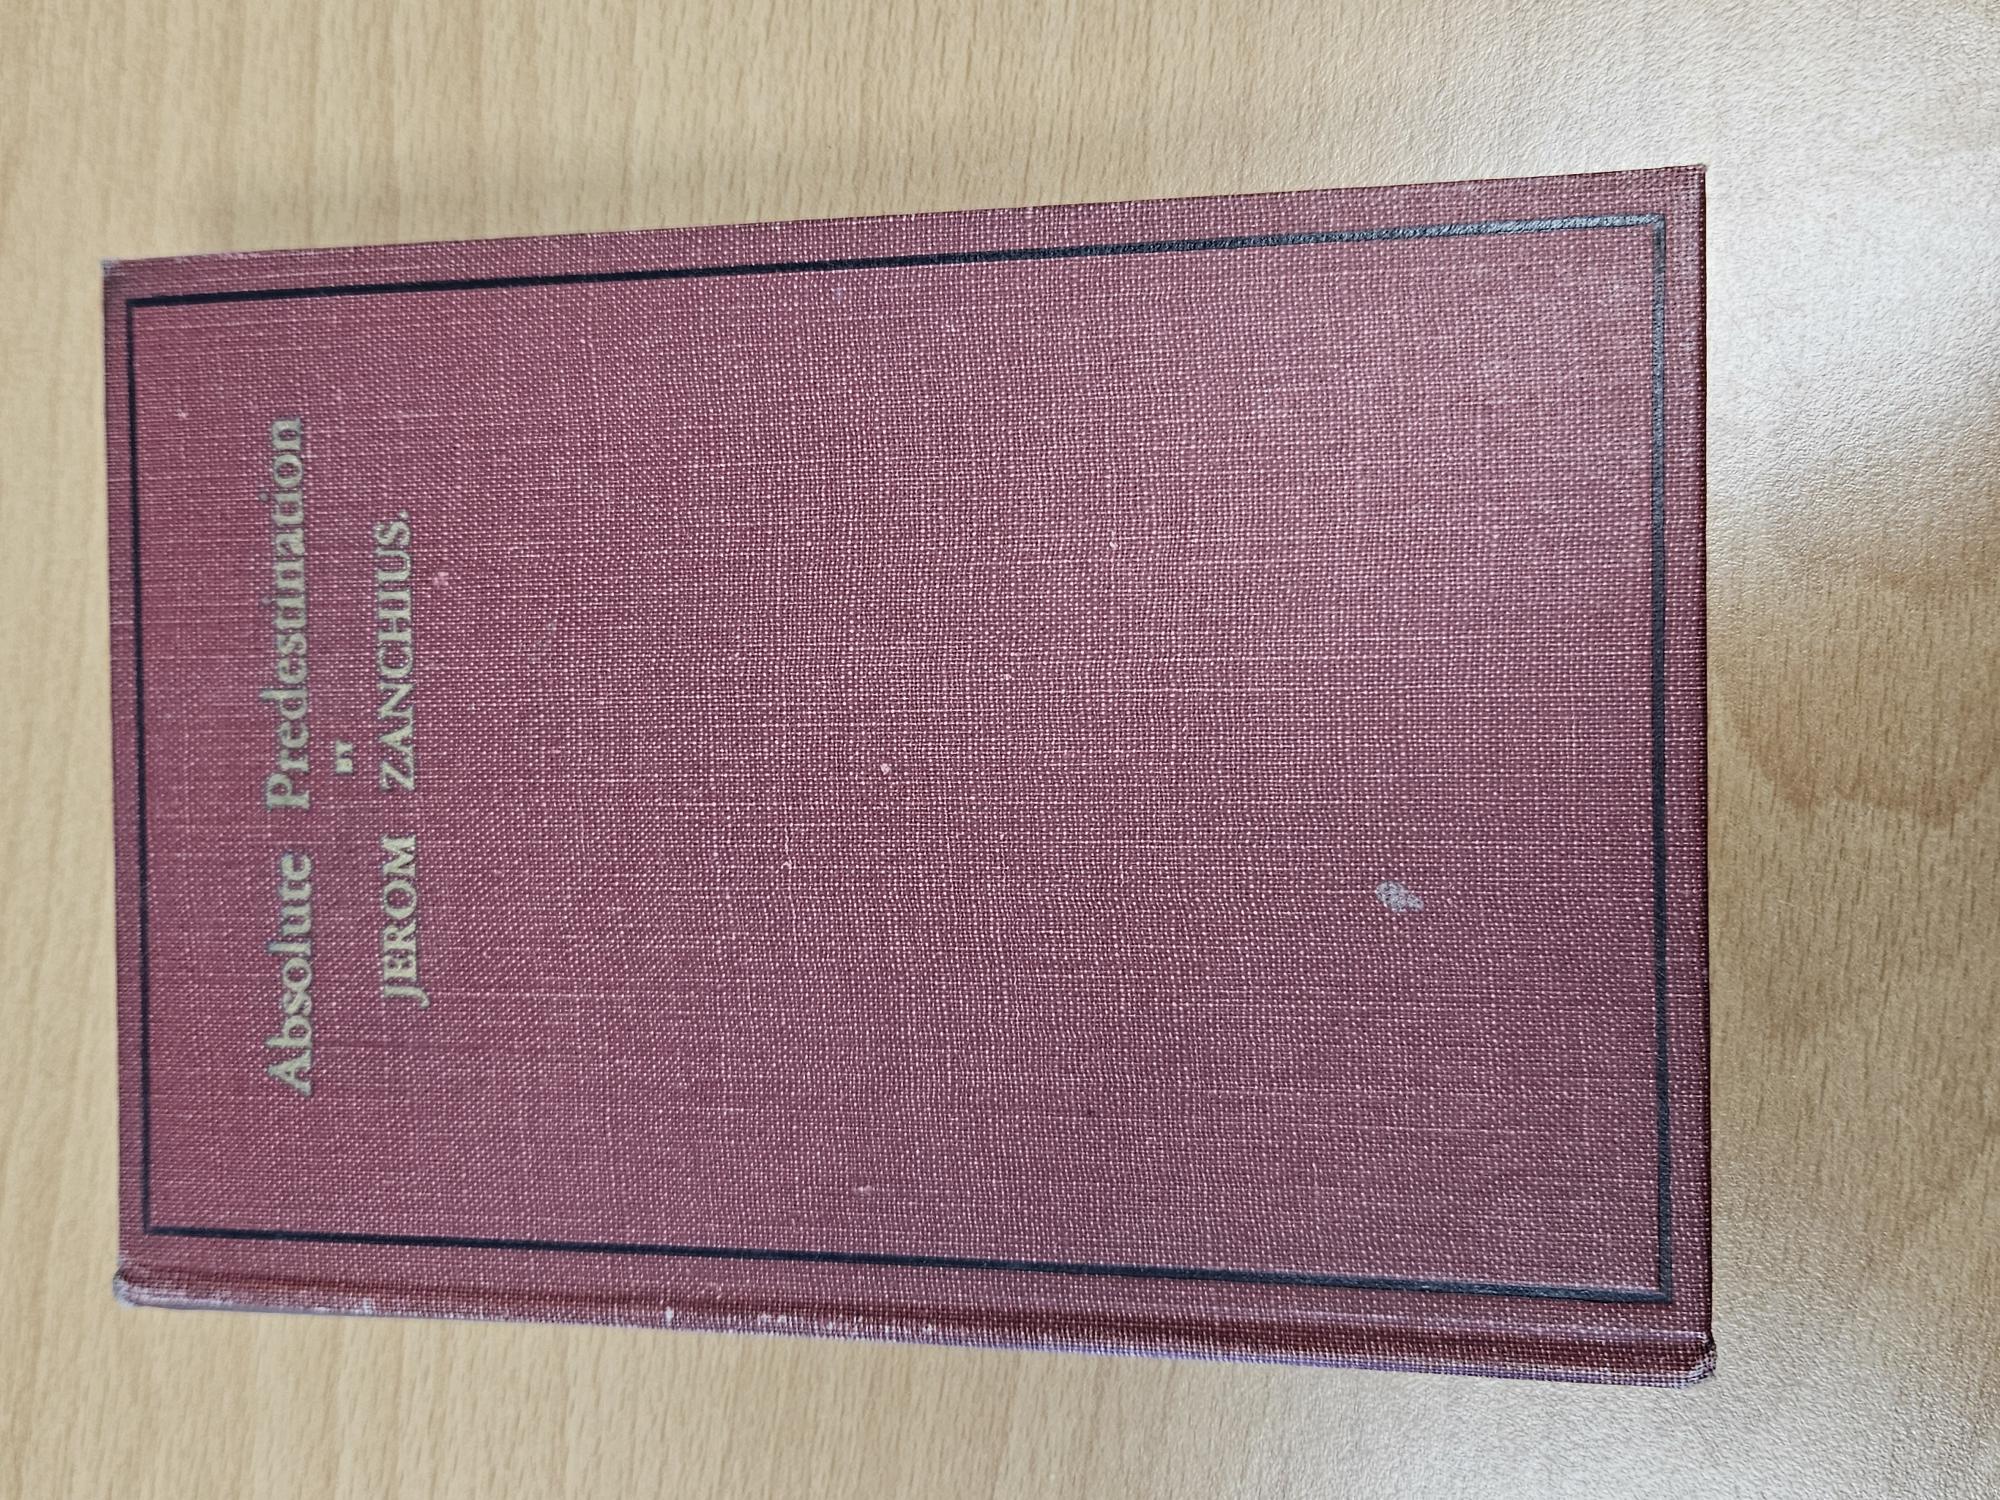 Absolute Predestination
BY
JEROM ZANCHIUS.